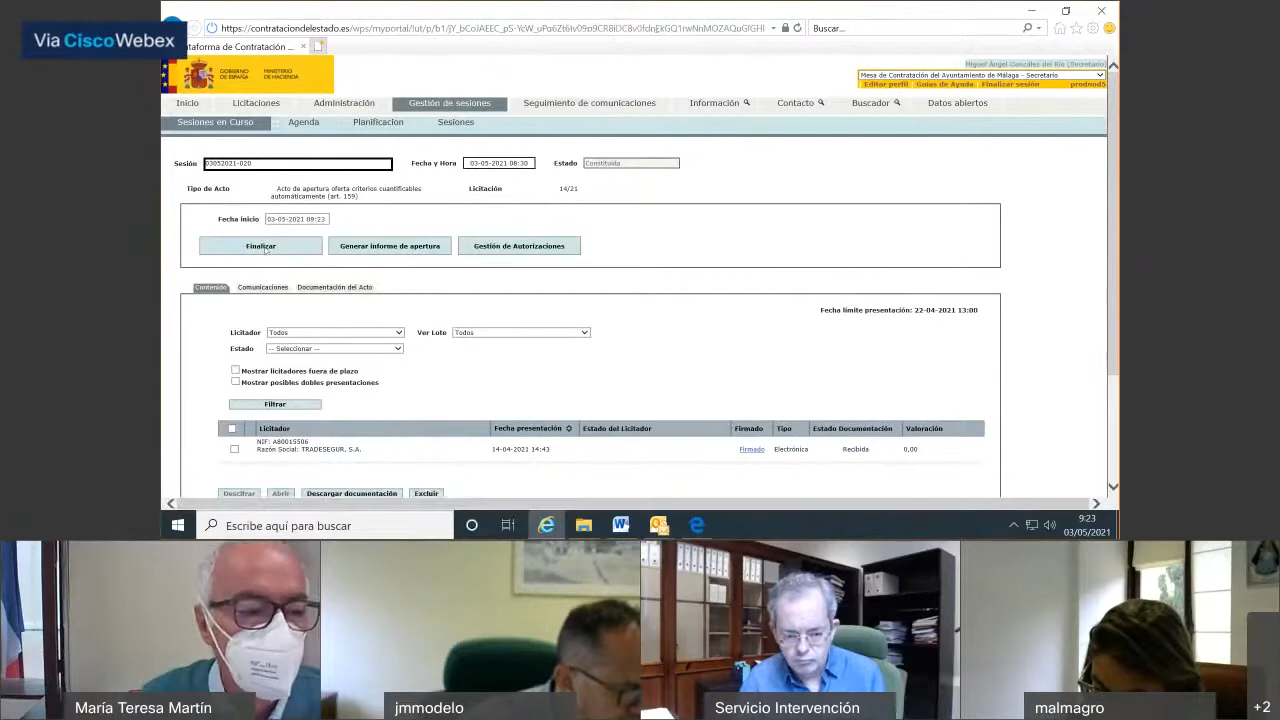 Via Cisco Webex
https://contrataciondelestado.es/wps/myportal/!ut/p/b1/
Buscar...
ataforma de Contratación ...
GOBIERNO DE ESPAÑA
MINISTERIO DE HACIENDA
Miguel Ángel González del Río (Secretario)
Mesa de Contratación del Ayuntamiento de Málaga - Secretario
Editar perfil Guías de Ayuda Finalizar sesión prodnod5
Inicio Licitaciones Administración Gestión de sesiones Seguimiento de comunicaciones Información Contacto Buscador Datos abiertos
Sesiones en Curso Agenda Planificacion Sesiones
Sesión 03052021-020 Fecha y Hora 03-05-2021 08:30 Estado Constituida
Tipo de Acto Acto de apertura oferta criterios cuantificables automáticamente (art. 159) Licitación 14/21
Fecha inicio 03-05-2021 09:23
Finalizar Generar informe de apertura Gestión de Autorizaciones
Contenido Comunicaciones Documentación del Acto
Fecha límite presentación: 22-04-2021 13:00
Licitador Todos Ver Lote Todos
Estado -- Seleccionar --
Mostrar licitadores fuera de plazo
Mostrar posibles dobles presentaciones
Filtrar
Licitador Fecha presentación Estado del Licitador Firmado Tipo Estado Documentación Valoración
NIF: A80015506
Razón Social: TRADESEGUR, S.A. 14-04-2021 14:43 Firmado Electrónica Recibida 0,00
Descifrar Abrir Descargar documentación Excluir
Escribe aquí para buscar
9:23
03/05/2021
María Teresa Martín
jmmodelo
Servicio Intervención
malmagro
+2